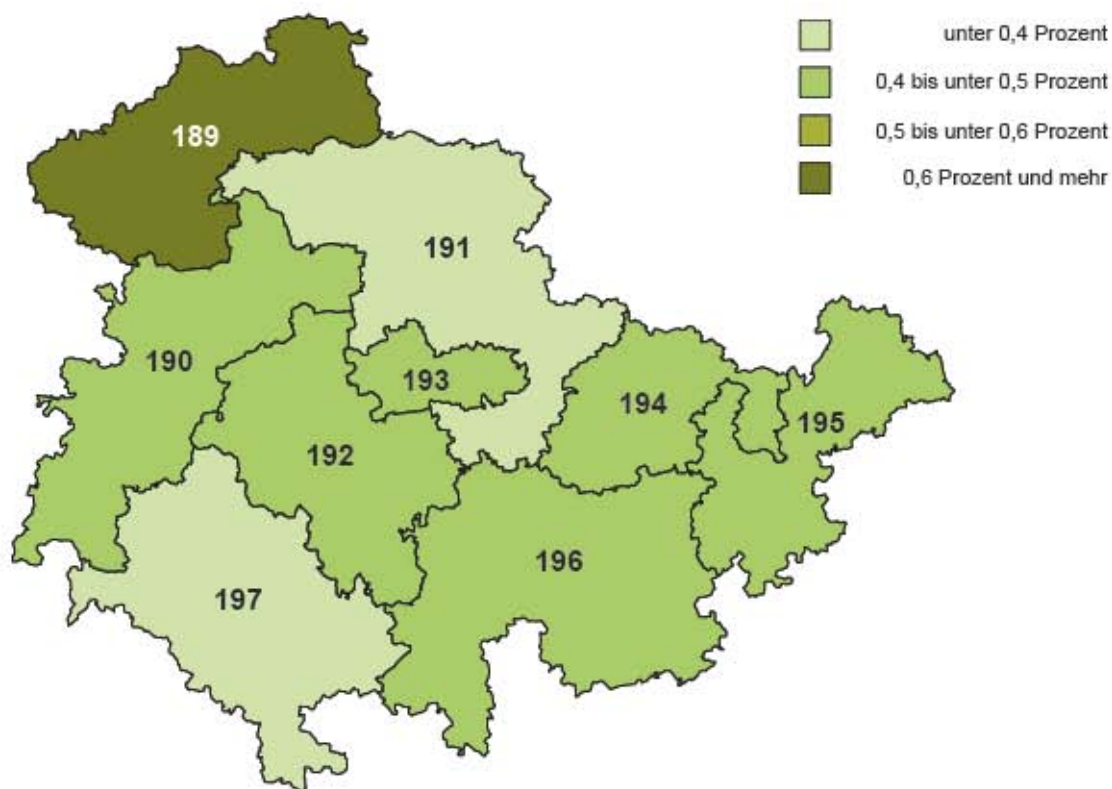 unter 0,4 Prozent
0,4 bis unter 0,5 Prozent
0,5 bis unter 0,6 Prozent
0,6 Prozent und mehr
189
191
190
193
194
195
192
196
197